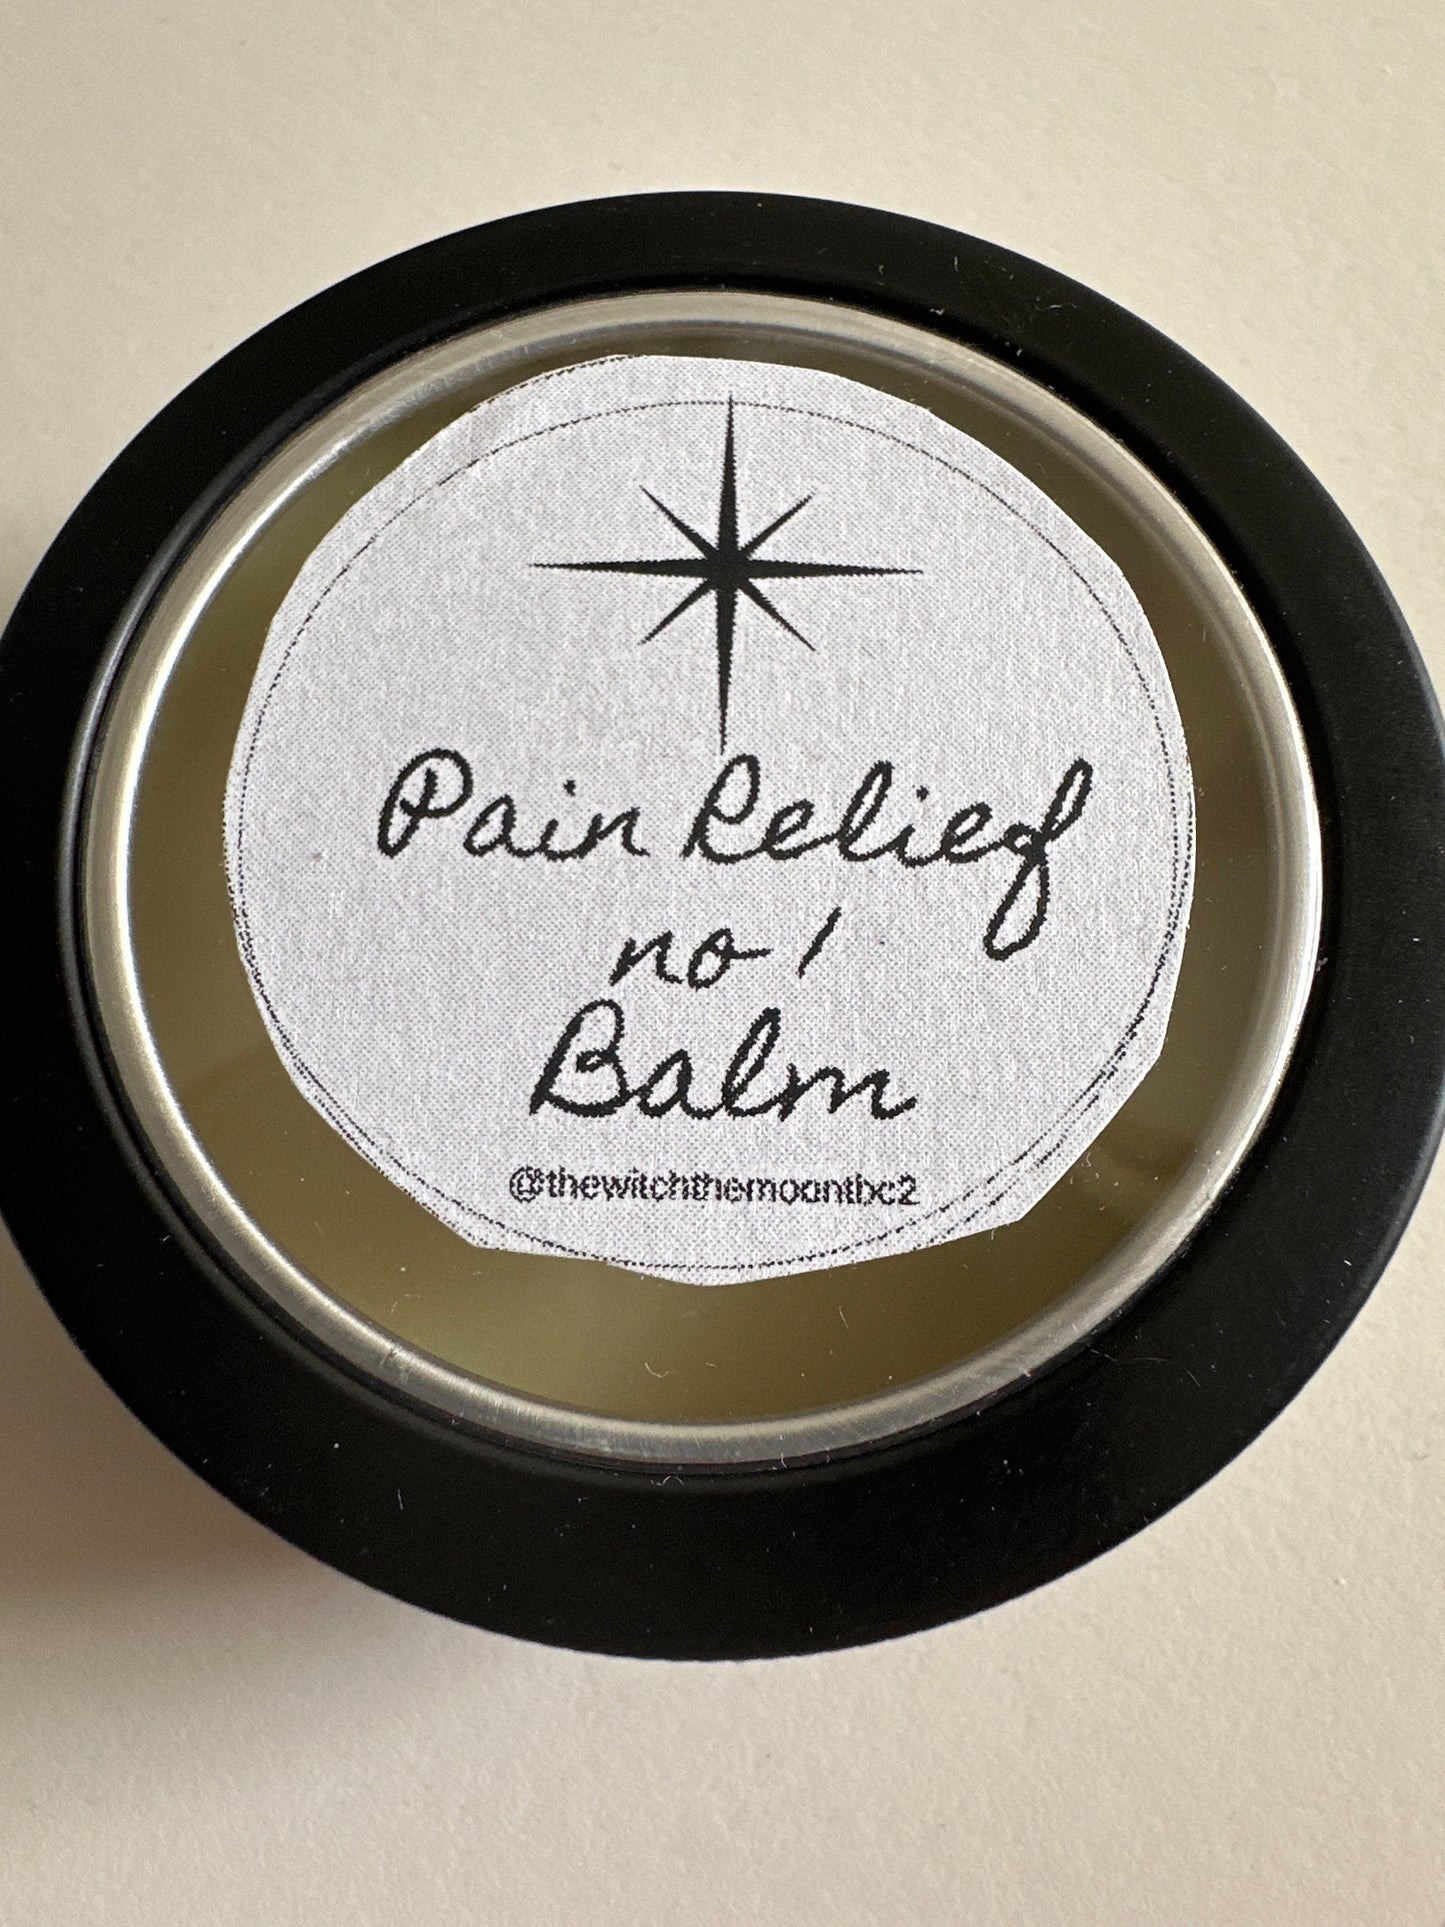 Pain Relief
no 1
Balm
@thewitchthemoontbc2